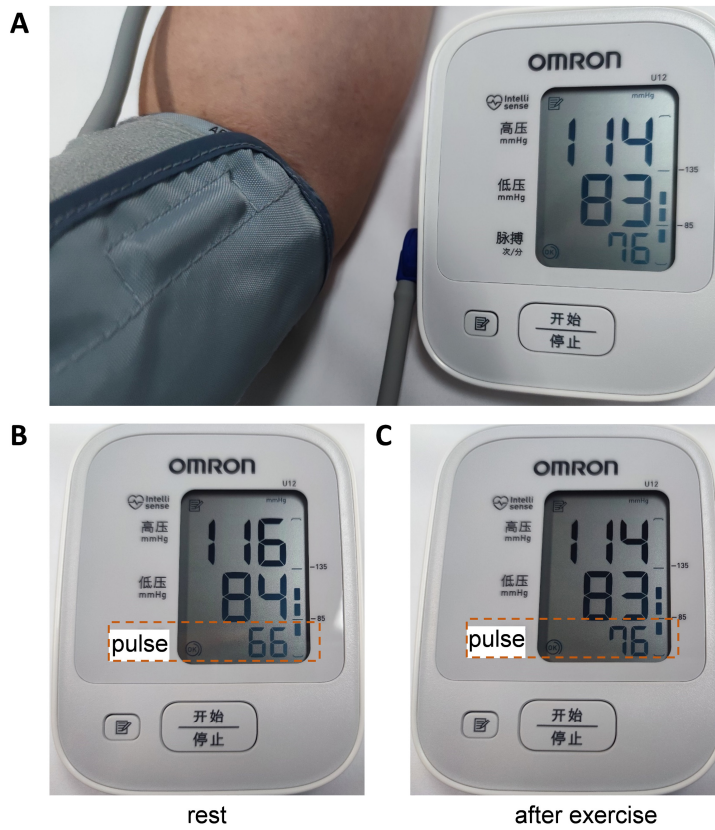 A
OMRON
U12
Intelli
sense
mmHg
高压
mmHg
114
-135
低压
mmHg
83
-85
脉搏
次/分
OK
76
开始
停止
B
OMRON
U12
Intelli
sense
mmHg
高压
mmHg
116
-135
低压
mmHg
84
-85
pulse
OK
66
开始
停止
rest
C
OMRON
U12
Intelli
sense
mmHg
高压
mmHg
114
-135
低压
mmHg
83
-85
pulse
OK
76
开始
停止
after exercise